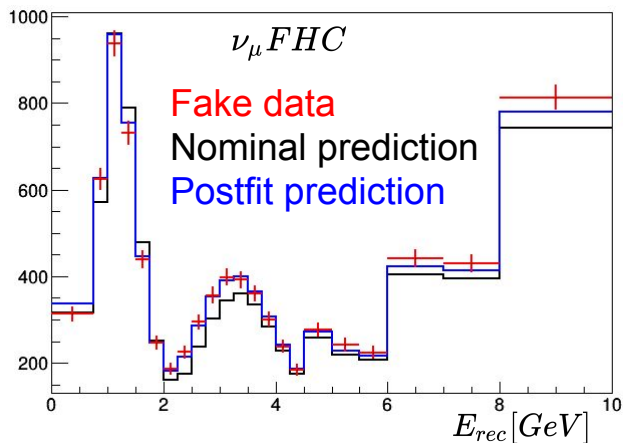 1000
ν_μ FHC
800
Fake data
Nominal prediction
600
Postfit prediction
400
200
0 2 4 6 8 10
E_rec [GeV]